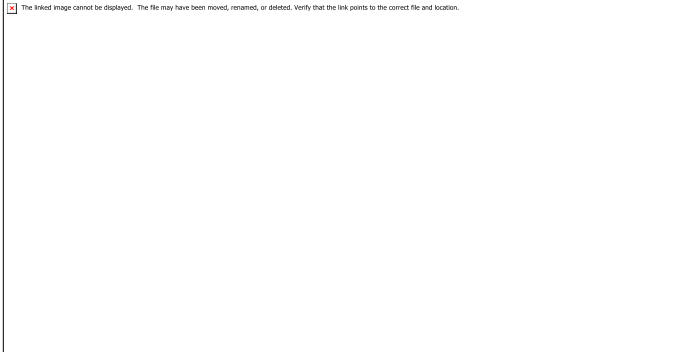 The linked image cannot be displayed. The file may have been moved, renamed, or deleted. Verify that the link points to the correct file and location.